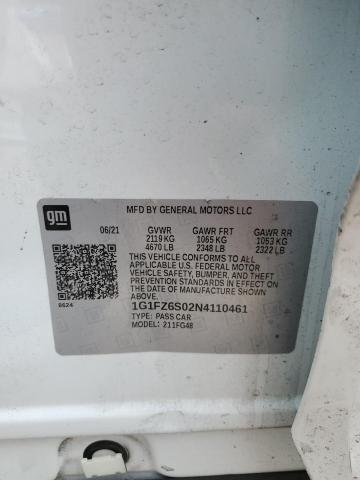 gm
MFD BY GENERAL MOTORS LLC
06/21 GVWR GAWR FRT GAWR RR
2119 KG 1065 KG 1053 KG
4670 LB 2348 LB 2322 LB
THIS VEHICLE CONFORMS TO ALL
APPLICABLE U.S. FEDERAL MOTOR
VEHICLE SAFETY, BUMPER, AND THEFT
PREVENTION STANDARDS IN EFFECT ON
THE DATE OF MANUFACTURE SHOWN ABOVE.
1G1FZ6S02N4110461
TYPE: PASS CAR
8624 MODEL: 211FG48